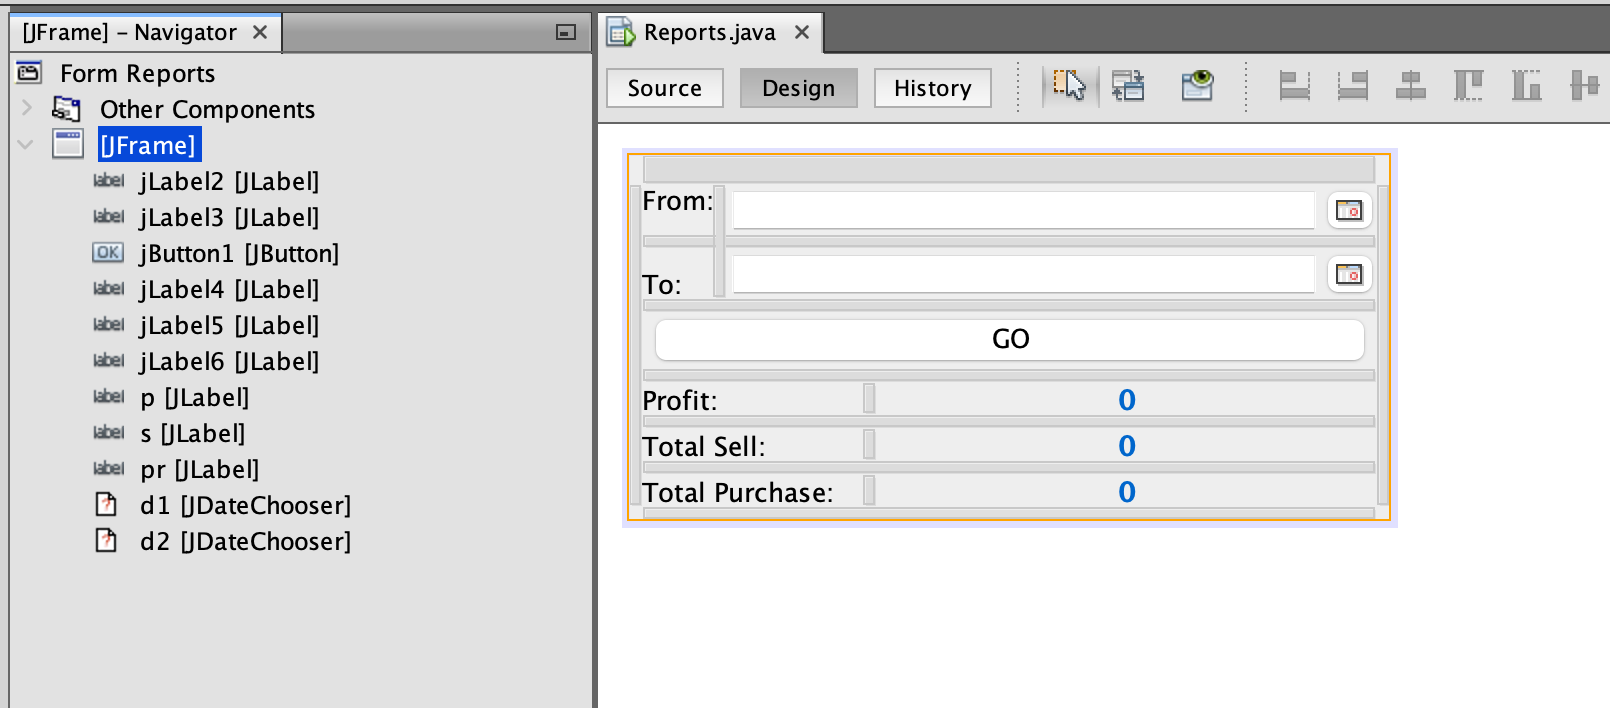 [JFrame] – Navigator
Form Reports
Other Components
[JFrame]
label jLabel2 [JLabel]
label jLabel3 [JLabel]
OK jButton1 [JButton]
label jLabel4 [JLabel]
label jLabel5 [JLabel]
label jLabel6 [JLabel]
label p [JLabel]
label s [JLabel]
label pr [JLabel]
? d1 [JDateChooser]
? d2 [JDateChooser]
Reports.java
Source Design History
From:
To:
GO
Profit: 0
Total Sell: 0
Total Purchase: 0